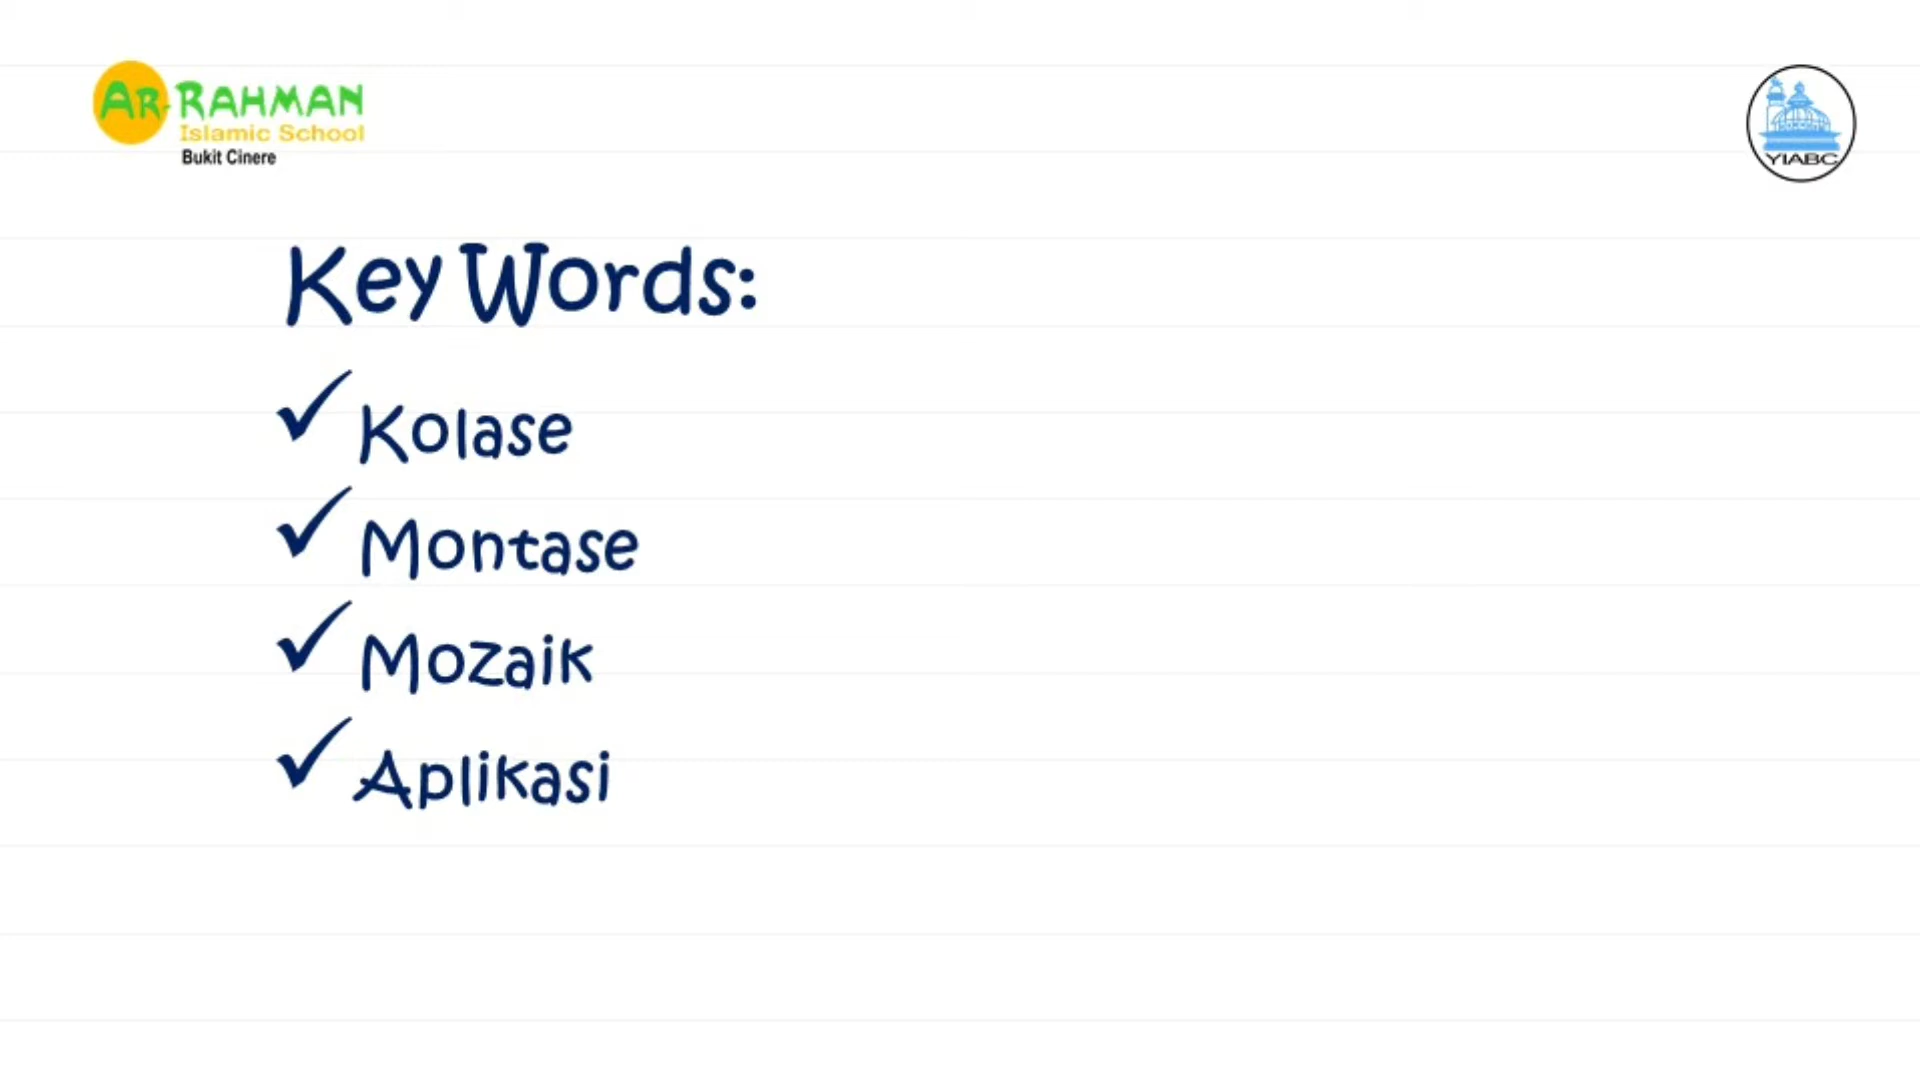 AR-RAHMAN
Islamic School
Bukit Cinere
YIABC
Key Words:
Kolase
Montase
Mozaik
Aplikasi